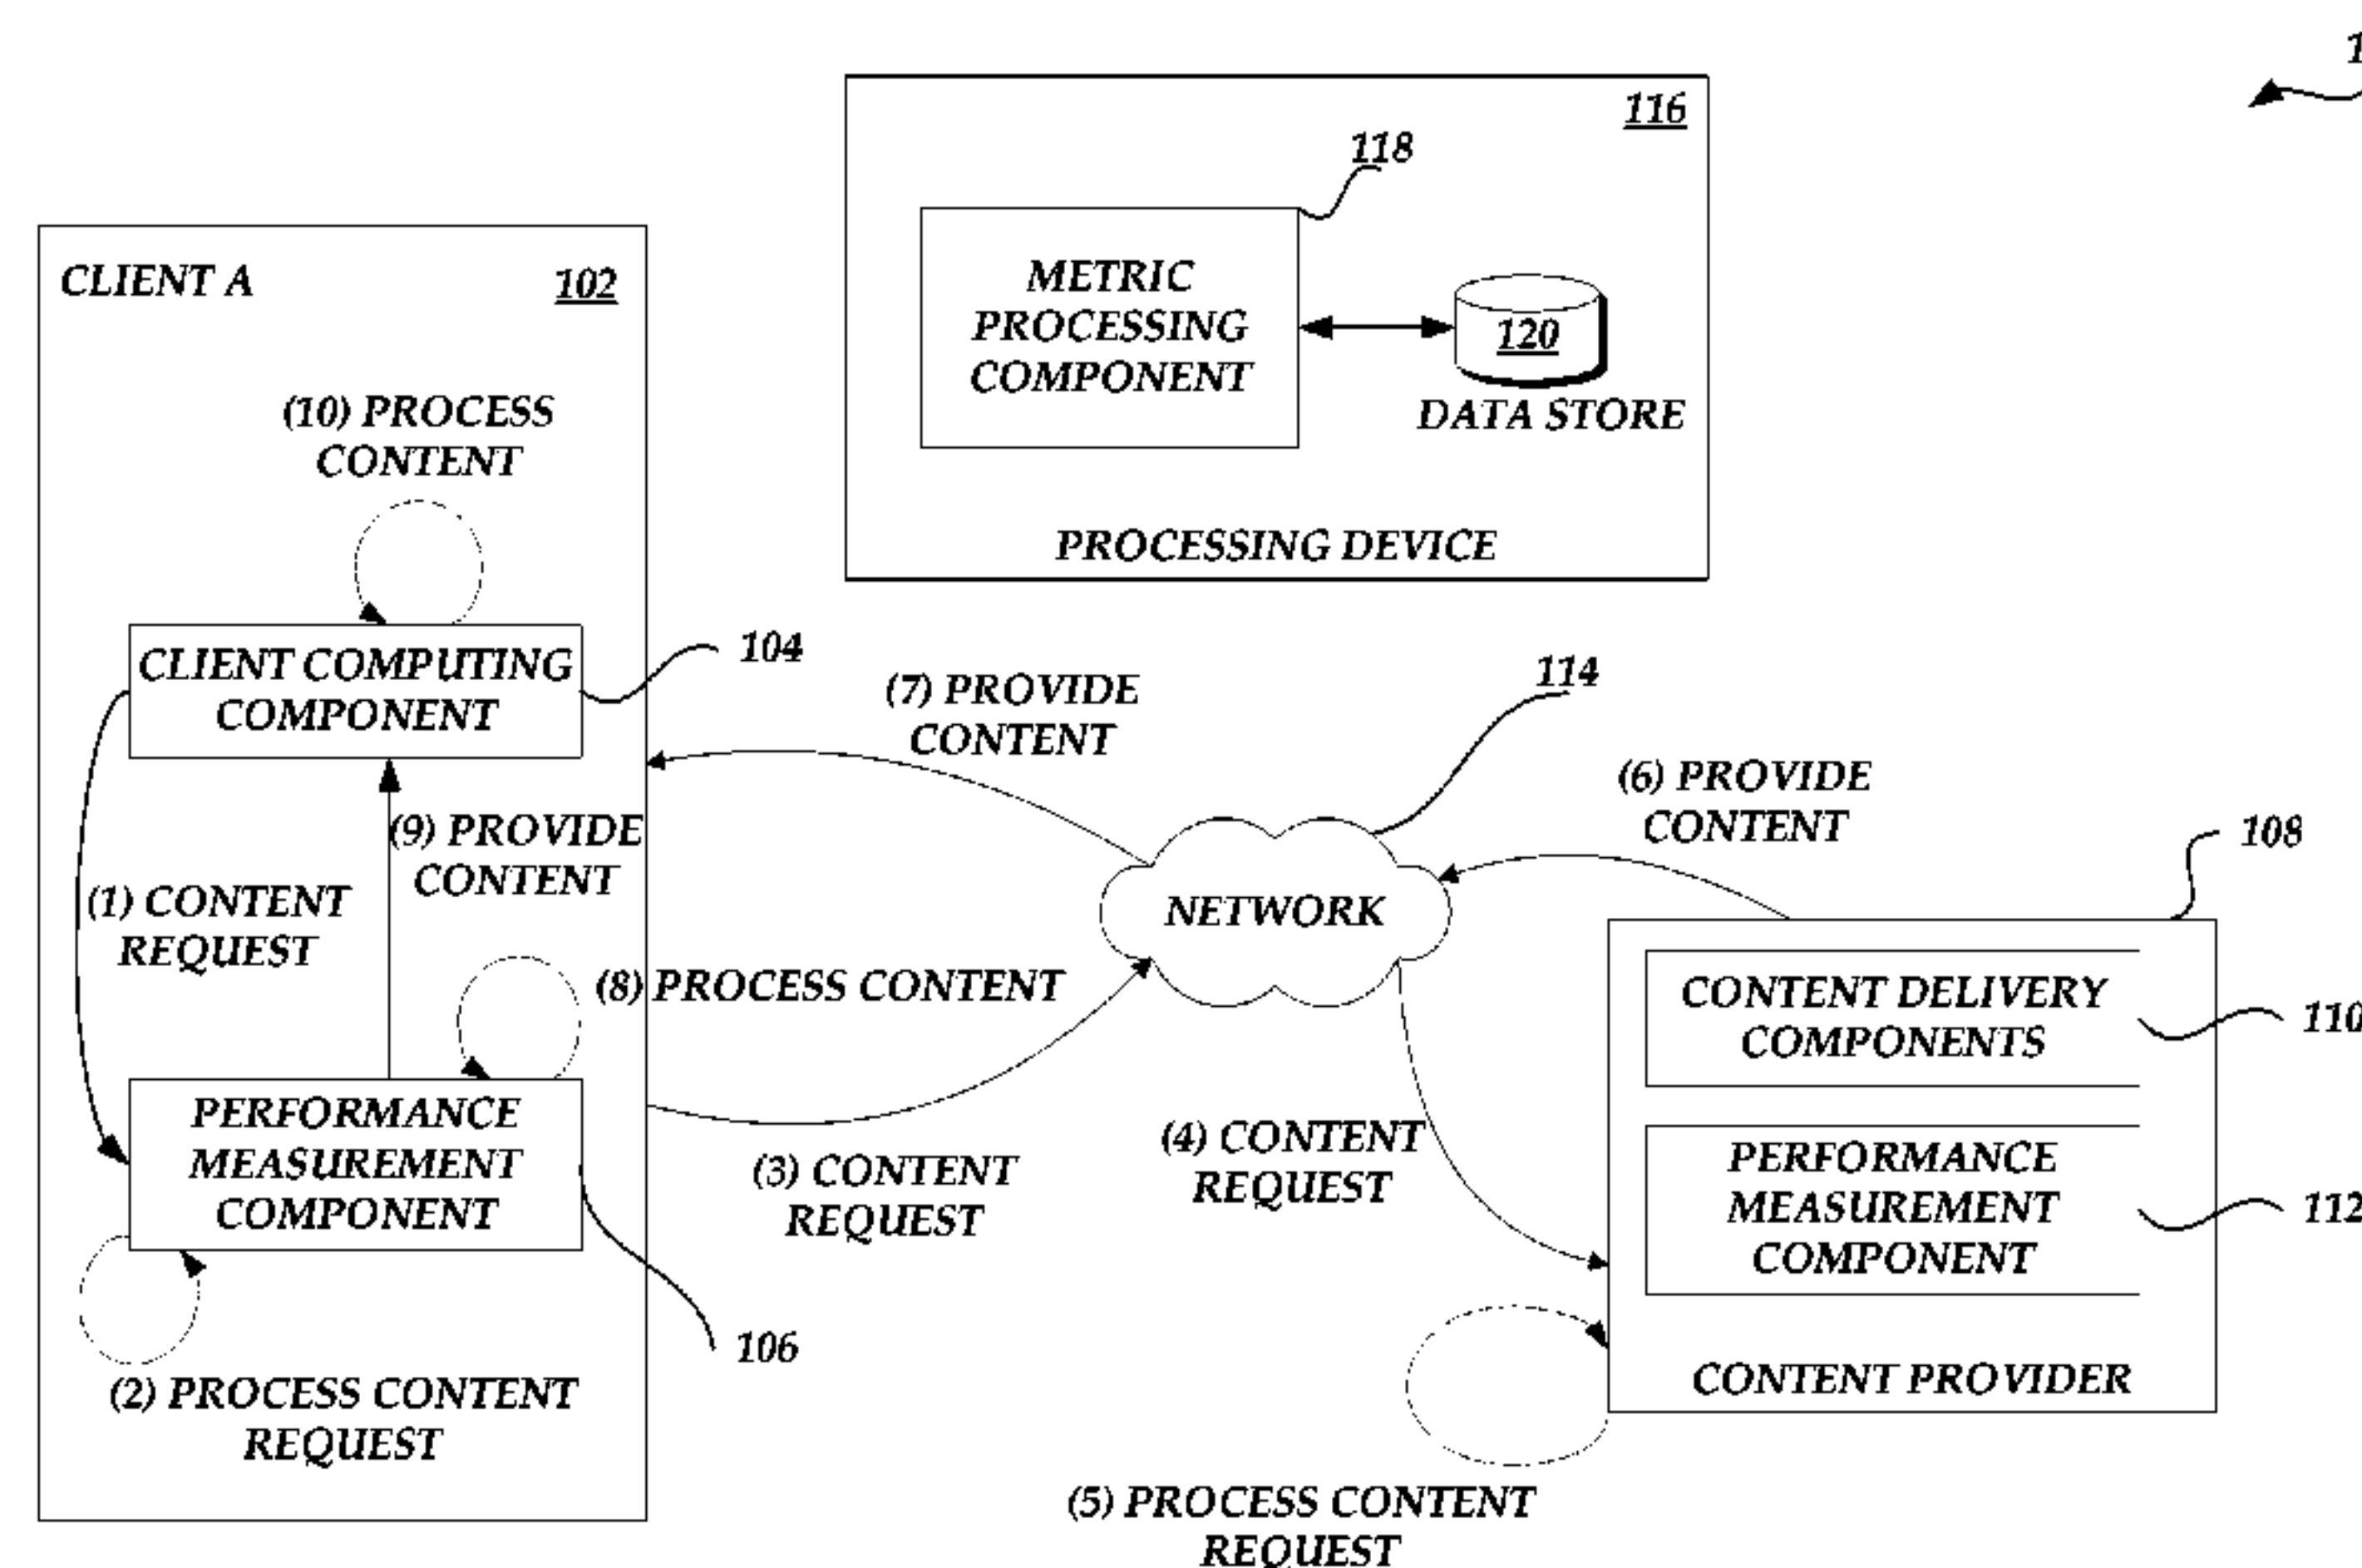 116
118
METRIC
PROCESSING
COMPONENT
120
DATA STORE
PROCESSING DEVICE
CLIENT A
102
(10) PROCESS
CONTENT
CLIENT COMPUTING
COMPONENT
104
(9) PROVIDE
CONTENT
(1) CONTENT
REQUEST
(8) PROCESS CONTENT
PERFORMANCE
MEASUREMENT
COMPONENT
106
(2) PROCESS CONTENT
REQUEST
(7) PROVIDE
CONTENT
114
NETWORK
(3) CONTENT
REQUEST
(6) PROVIDE
CONTENT
(4) CONTENT
REQUEST
108
CONTENT DELIVERY
COMPONENTS
110
PERFORMANCE
MEASUREMENT
COMPONENT
112
CONTENT PROVIDER
(5) PROCESS CONTENT
REQUEST